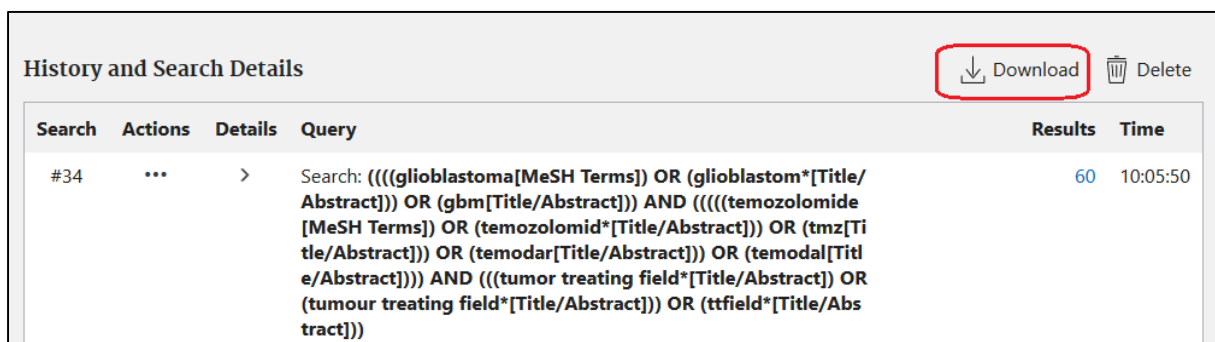 History and Search Details
Download
Delete
Search Actions Details Query Results Time
#34 ••• > Search: ((((glioblastoma[MeSH Terms]) OR (glioblastom*[Title/ 60 10:05:50
Abstract])) OR (gbm[Title/Abstract])) AND (((((temozolomide
[MeSH Terms]) OR (temozolomid*[Title/Abstract])) OR (tmz[Ti
tle/Abstract])) OR (temodar[Title/Abstract])) OR (temodal[Titl
e/Abstract]))) AND (((tumor treating field*[Title/Abstract]) OR
(tumour treating field*[Title/Abstract])) OR (ttfield*[Title/Abs
tract]))